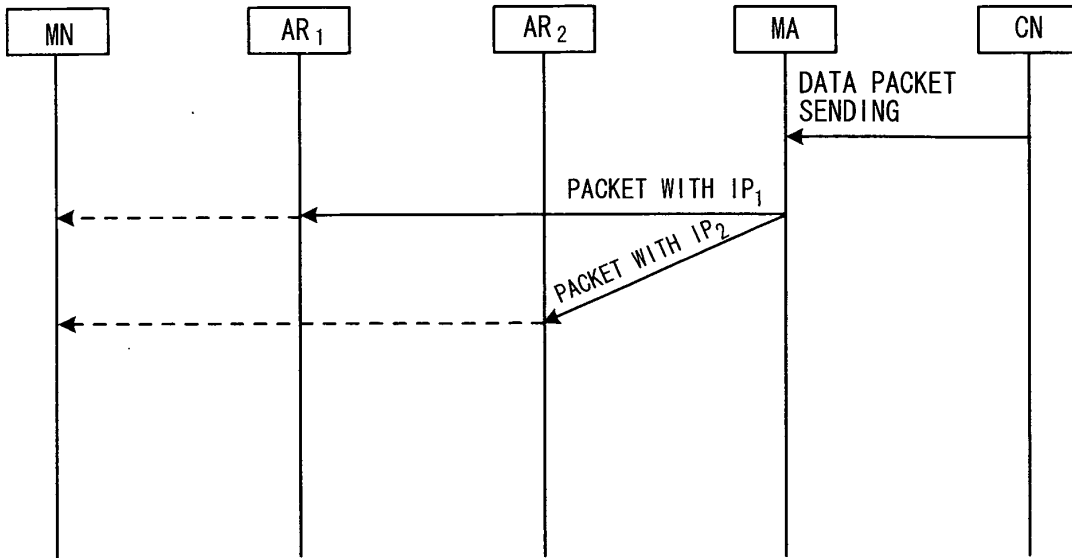 MN
AR₁
AR₂
MA
CN
DATA PACKET
SENDING
PACKET WITH IP₁
PACKET WITH IP₂